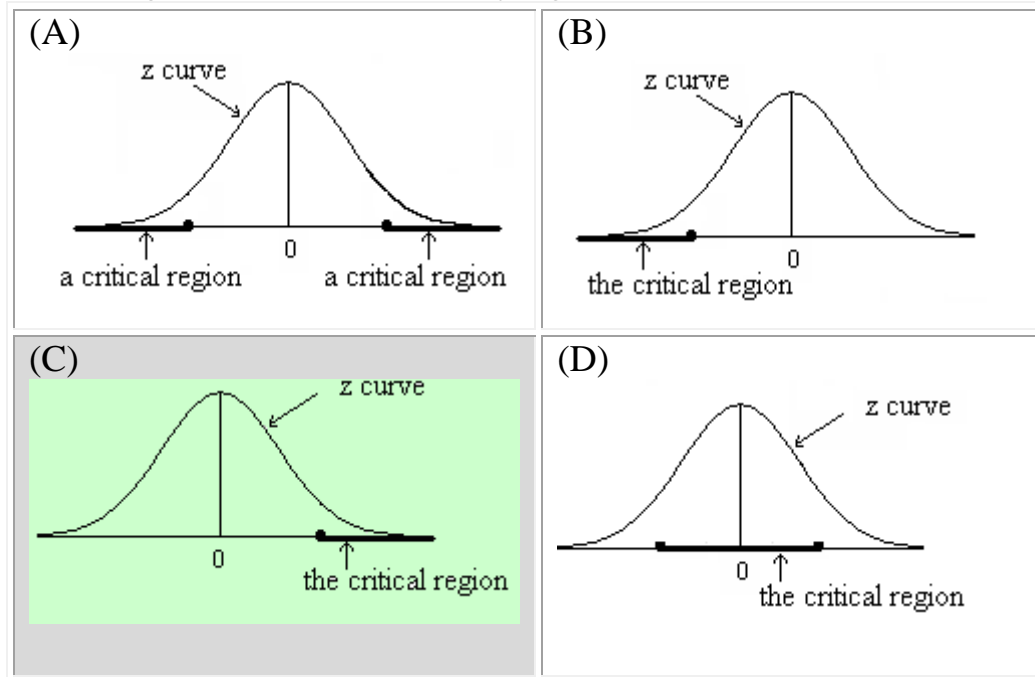 (A)
z curve
0
a critical region
a critical region
(B)
z curve
0
the critical region
(C)
z curve
0
the critical region
(D)
z curve
0
the critical region